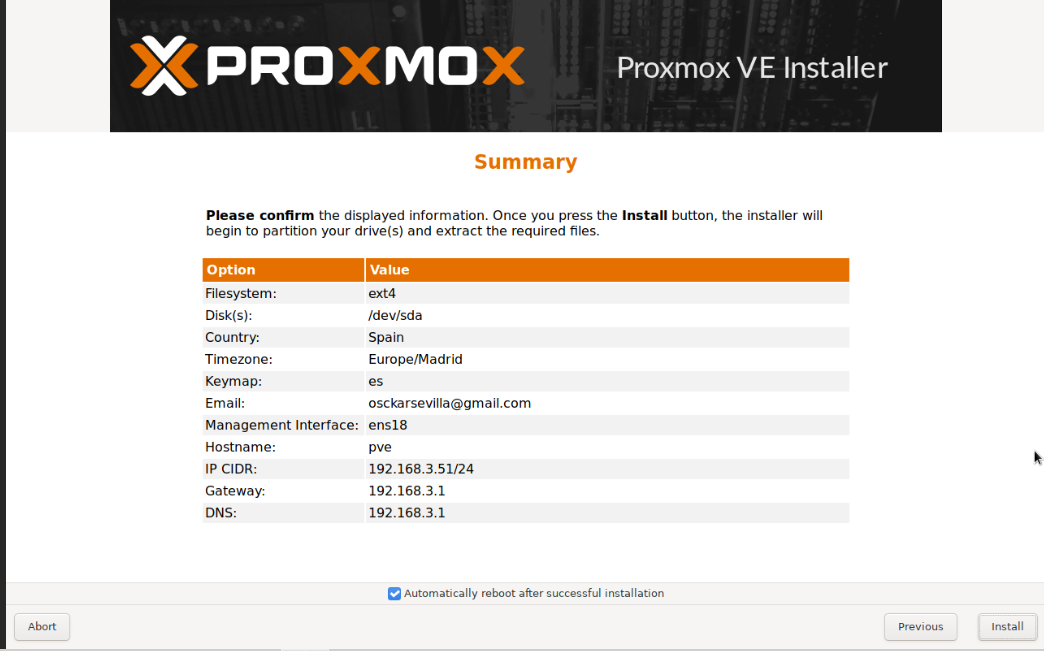 PROXMOX Proxmox VE Installer
Summary
Please confirm the displayed information. Once you press the Install button, the installer will
begin to partition your drive(s) and extract the required files.
Option Value
Filesystem: ext4
Disk(s): /dev/sda
Country: Spain
Timezone: Europe/Madrid
Keymap: es
Email: osckarsevilla@gmail.com
Management Interface: ens18
Hostname: pve
IP CIDR: 192.168.3.51/24
Gateway: 192.168.3.1
DNS: 192.168.3.1
Automatically reboot after successful installation
Abort Previous Install